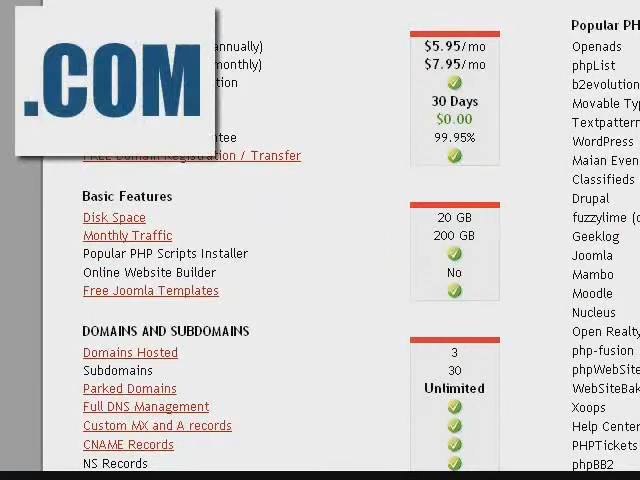 .COM
annually)
$5.95/mo
monthly)
$7.95/mo
30 Days
$0.00
99.95%
FREE Domain Registration / Transfer
Basic Features
Disk Space
20 GB
Monthly Traffic
200 GB
Popular PHP Scripts Installer
Online Website Builder
No
Free Joomla Templates
DOMAINS AND SUBDOMAINS
Domains Hosted
3
Subdomains
30
Parked Domains
Unlimited
Full DNS Management
Custom MX and A records
CNAME Records
NS Records
Popular PH
Openads
phpList
b2evolution
Movable Ty
Textpattern
WordPress
Maian Even
Classifieds
Drupal
fuzzylime (
Geeklog
Joomla
Mambo
Moodle
Nucleus
Open Realty
php-fusion
phpWebSite
WebSiteBak
Xoops
Help Center
PHPTickets
phpBB2